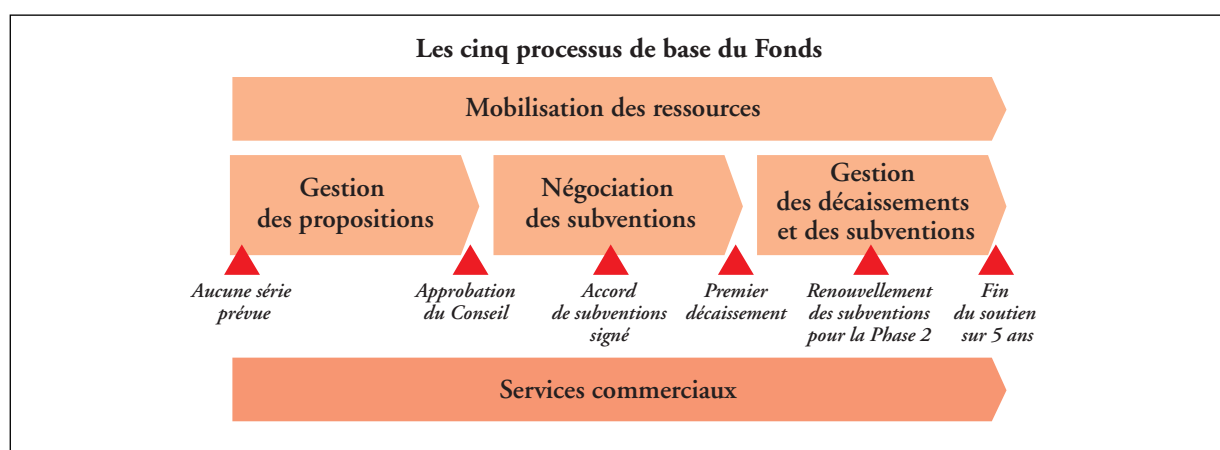 Les cinq processus de base du Fonds
Mobilisation des ressources
Gestion
des propositions
Négociation
des subventions
Gestion
des décaissements
et des subventions
Aucune série
prévue
Approbation
du Conseil
Accord
de subventions
signé
Premier
décaissement
Renouvellement
des subventions
pour la Phase 2
Fin
du soutien
sur 5 ans
Services commerciaux